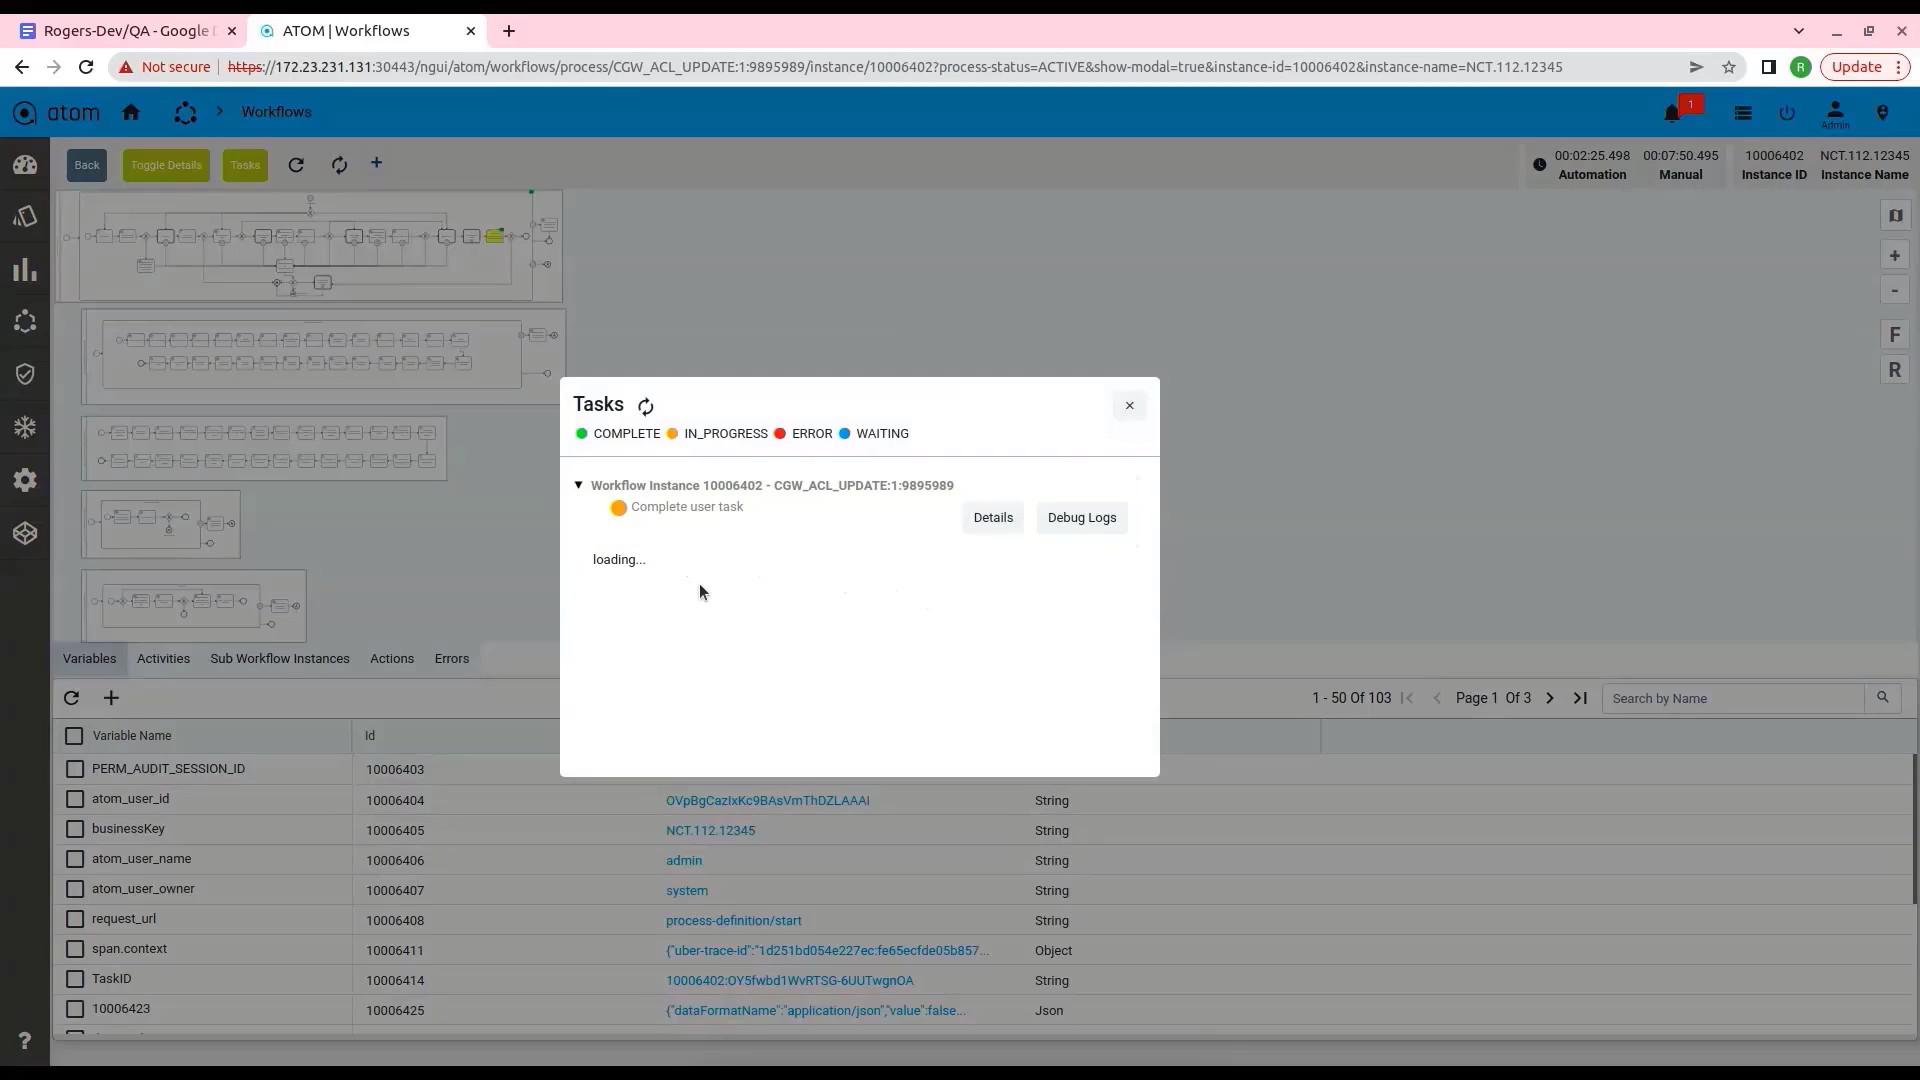 Rogers-Dev/QA - Google
ATOM | Workflows
Not secure https://172.23.231.131:30443/ngui/atom/workflows/process/CGW_ACL_UPDATE:1:9895989/instance/10006402?process-status=ACTIVE&show-modal=true&instance-id=10006402&instance-name=NCT.112.12345
R
Update
atom
Workflows
1
Admin
Back
Toggle Details
Tasks
00:02:25.498 00:07:50.495 10006402 NCT.112.12345
Automation Manual Instance ID Instance Name
+
-
F
R
Tasks
COMPLETE IN_PROGRESS ERROR WAITING
Workflow Instance 10006402 - CGW_ACL_UPDATE:1:9895989
Complete user task
Details Debug Logs
loading...
Variables Activities Sub Workflow Instances Actions Errors
1 - 50 Of 103 Page 1 Of 3 Search by Name
Variable Name Id
PERM_AUDIT_SESSION_ID 10006403
atom_user_id 10006404 OVpBgCazIxKc9BAsVmThDZLAAAI String
businessKey 10006405 NCT.112.12345 String
atom_user_name 10006406 admin String
atom_user_owner 10006407 system String
request_url 10006408 process-definition/start String
span.context 10006411 {"uber-trace-id":"1d251bd054e227ec:fe65ecfde05b857... Object
TaskID 10006414 10006402:OY5fwbd1WvRTSG-6UUTwgnOA String
10006423 10006425 {"dataFormatName":"application/json","value":false... Json
?